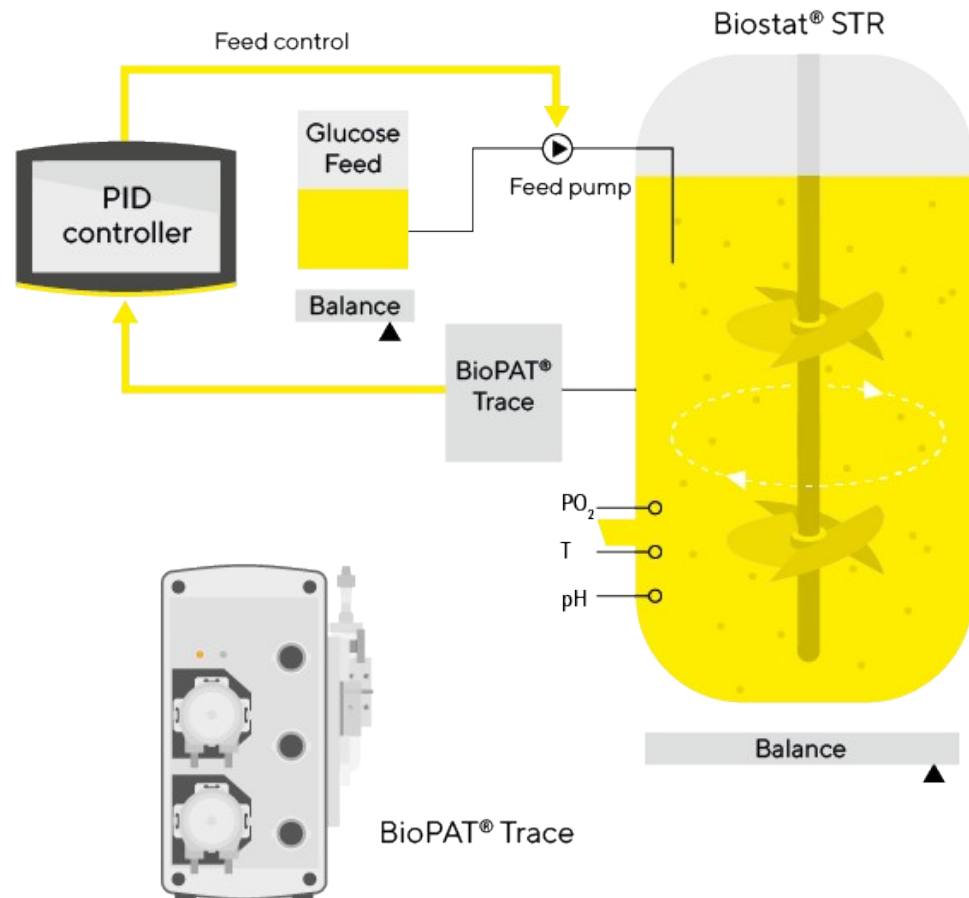 Biostat® STR
Feed control
Glucose
Feed
PID
controller
Feed pump
Balance
BioPAT®
Trace
PO₂
T
pH
Balance
BioPAT® Trace